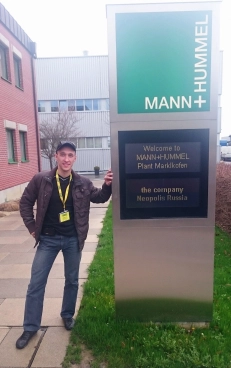 MANN+
HUMMEL
Welcome to
MANN+HUMMEL
Plant Marklkofen
the company
Neopolis Russia